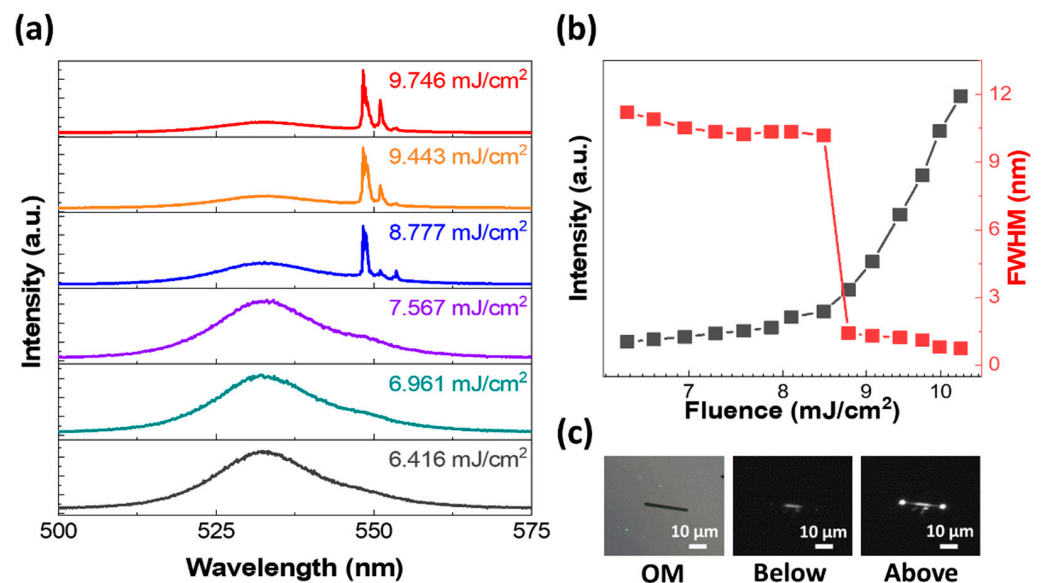 (a)
9.746 mJ/cm²
9.443 mJ/cm²
8.777 mJ/cm²
7.567 mJ/cm²
6.961 mJ/cm²
6.416 mJ/cm²
Intensity (a.u.)
500 525 550 575
Wavelength (nm)
(b)
Intensity (a.u.)
12
9
6
3
0
FWHM (nm)
7 8 9 10
Fluence (mJ/cm²)
(c)
10 μm 10 μm 10 μm
OM Below Above